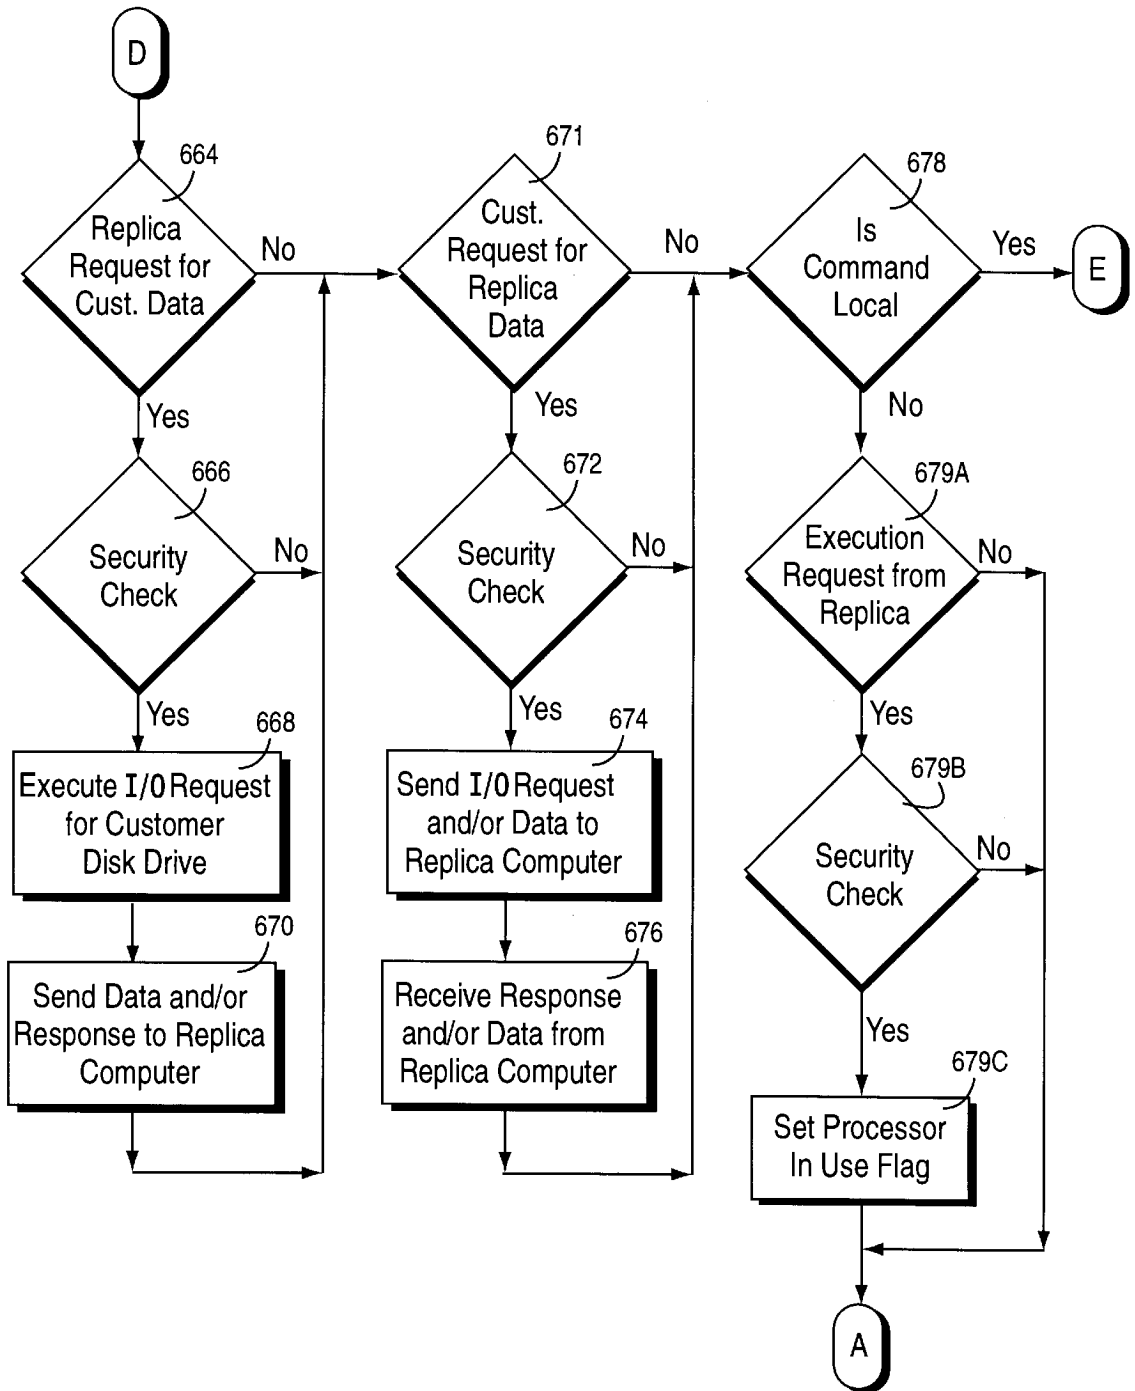 D
664
Replica
Request for
Cust. Data
No
Yes
666
Security
Check
No
Yes
668
Execute I/O Request
for Customer
Disk Drive
670
Send Data and/or
Response to Replica
Computer
671
Cust.
Request for
Replica
Data
No
Yes
672
Security
Check
No
Yes
674
Send I/O Request
and/or Data to
Replica Computer
676
Receive Response
and/or Data from
Replica Computer
678
Is
Command
Local
Yes
E
No
679A
Execution
Request from
Replica
No
Yes
679B
Security
Check
No
Yes
679C
Set Processor
In Use Flag
A